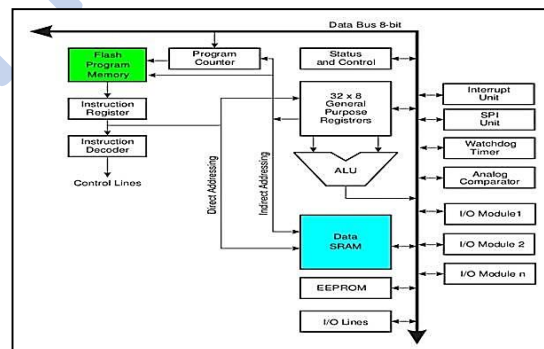 Data Bus 8-bit
Flash
Program
Memory
Program
Counter
Status
and Control
Instruction
Register
32 x 8
General
Purpose
Registrers
Interrupt
Unit
SPI
Unit
Instruction
Decoder
Watchdog
Timer
Control Lines
Direct Addressing
Indirect Addressing
ALU
Analog
Comparator
I/O Module1
Data
SRAM
I/O Module 2
I/O Module n
EEPROM
I/O Lines